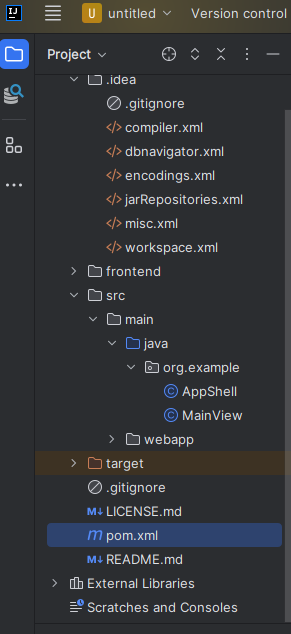 IJ U untitled Version control
Project
.idea
.gitignore
compiler.xml
dbnavigator.xml
encodings.xml
jarRepositories.xml
misc.xml
workspace.xml
frontend
src
main
java
org.example
C AppShell
C MainView
webapp
target
.gitignore
M↓ LICENSE.md
m pom.xml
M↓ README.md
External Libraries
Scratches and Consoles